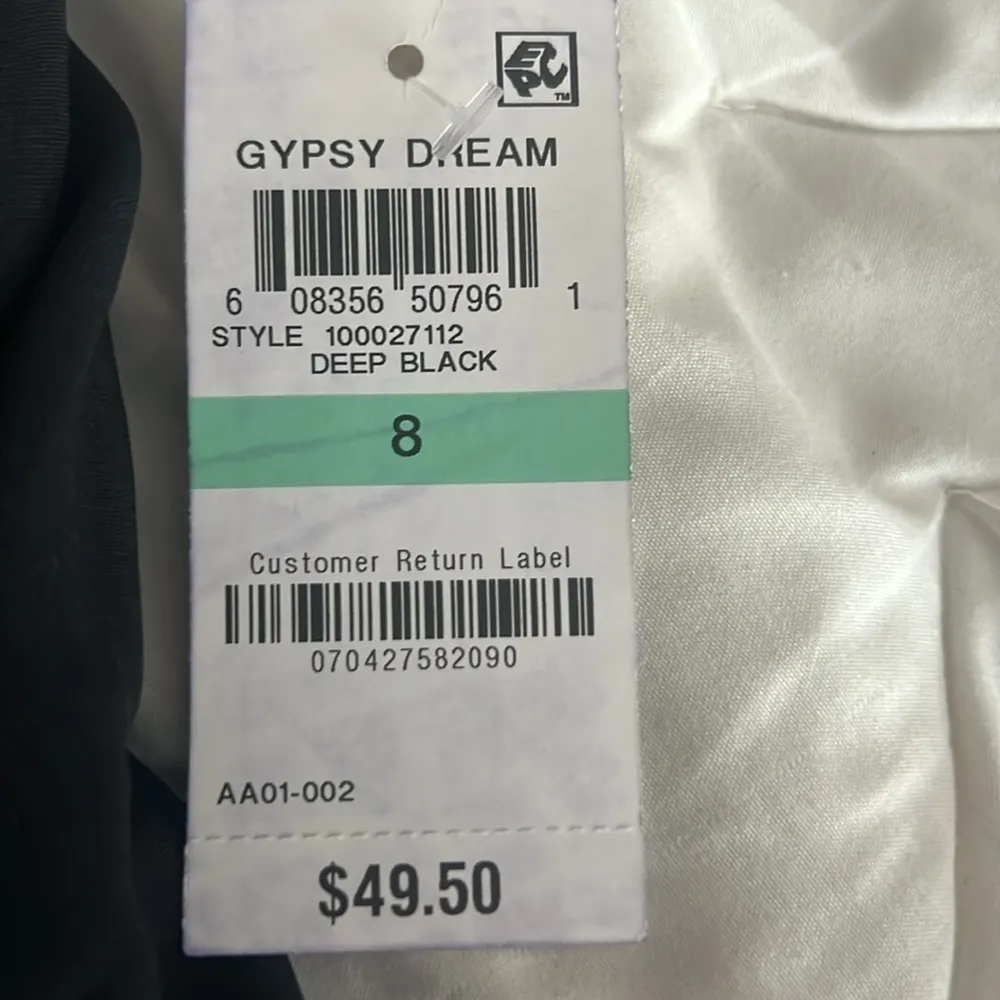 EPC
TM
GYPSY DREAM
6 08356 50796 1
STYLE 100027112
DEEP BLACK
8
Customer Return Label
070427582090
AA01-002
$49.50